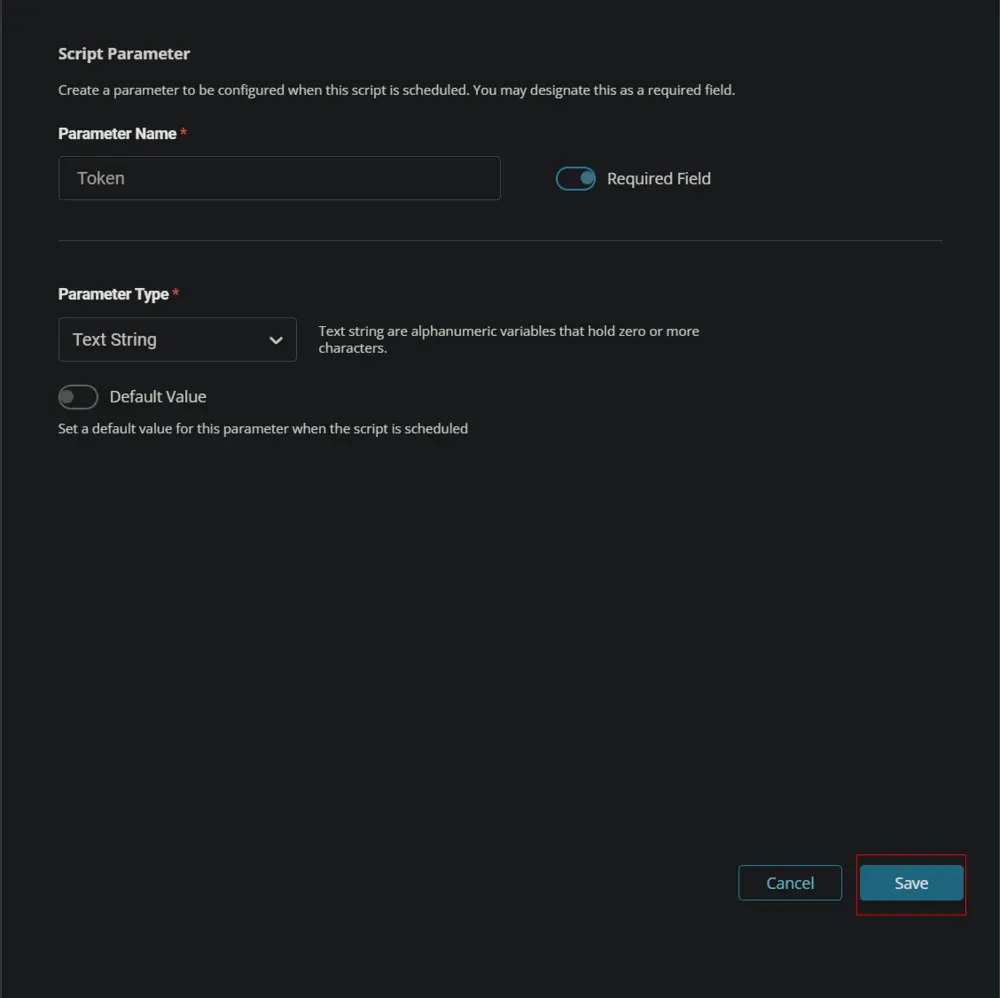 Script Parameter
Create a parameter to be configured when this script is scheduled. You may designate this as a required field.
Parameter Name *
Token
Required Field
Parameter Type *
Text String
Text string are alphanumeric variables that hold zero or more
characters.
Default Value
Set a default value for this parameter when the script is scheduled
Cancel
Save